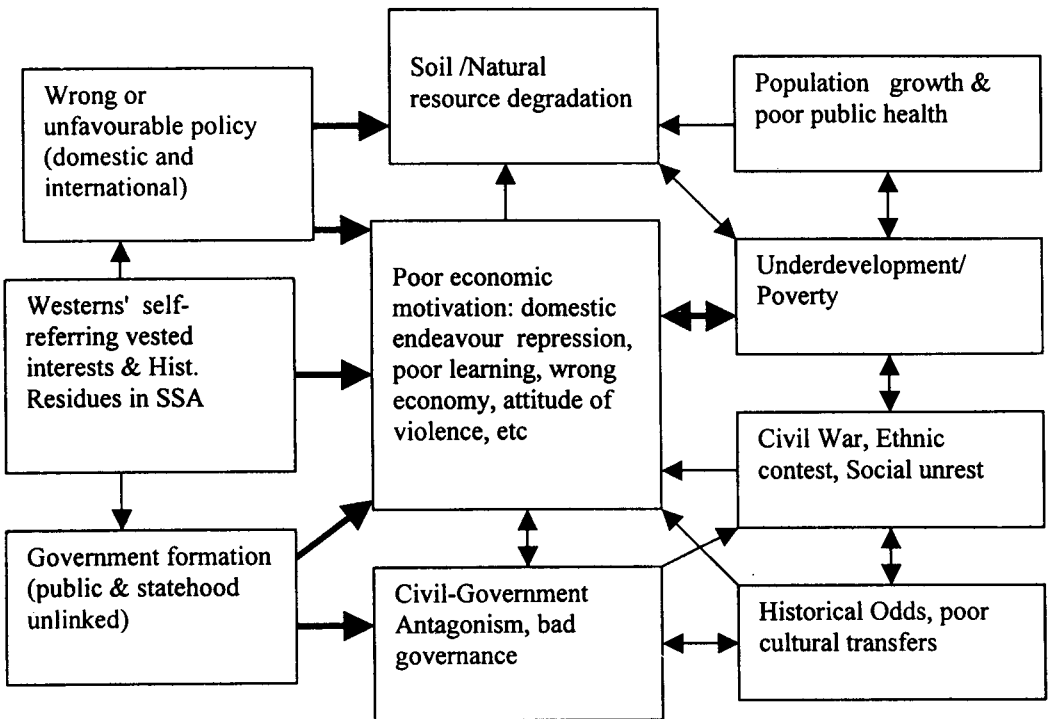 Soil /Natural
resource degradation
Population growth &
poor public health
Wrong or
unfavourable policy
(domestic and
international)
Poor economic
motivation: domestic
endeavour repression,
poor learning, wrong
economy, attitude of
violence, etc
Underdevelopment/
Poverty
Westerns' self-
referring vested
interests & Hist.
Residues in SSA
Civil War, Ethnic
contest, Social unrest
Government formation
(public & statehood
unlinked)
Civil-Government
Antagonism, bad
governance
Historical Odds, poor
cultural transfers